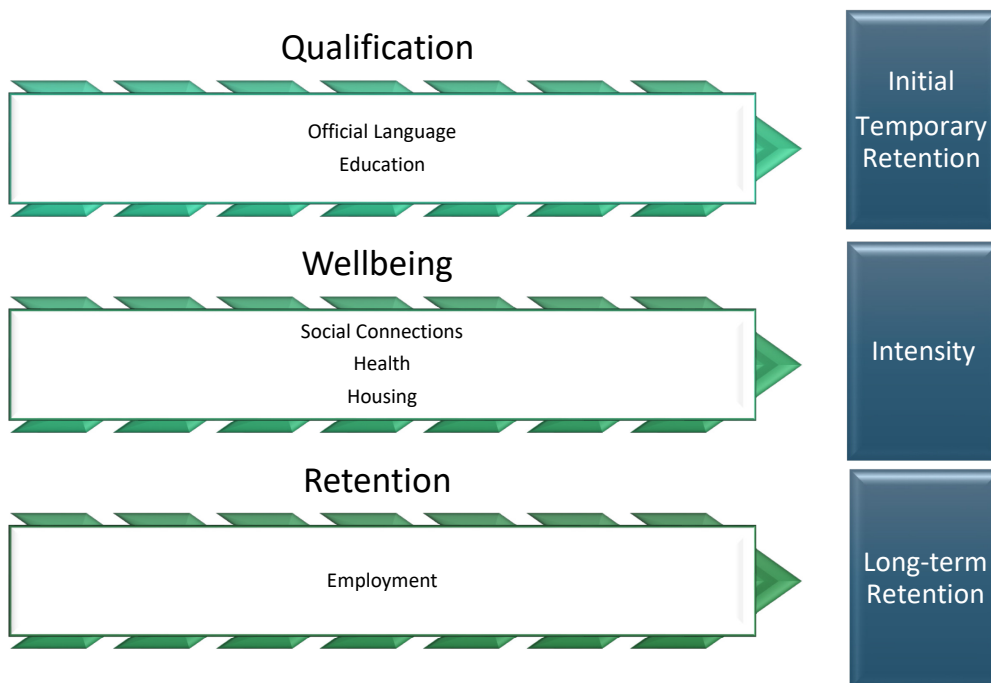 Qualification
Official Language
Education
Initial
Temporary
Retention
Wellbeing
Social Connections
Health
Housing
Intensity
Retention
Employment
Long-term
Retention